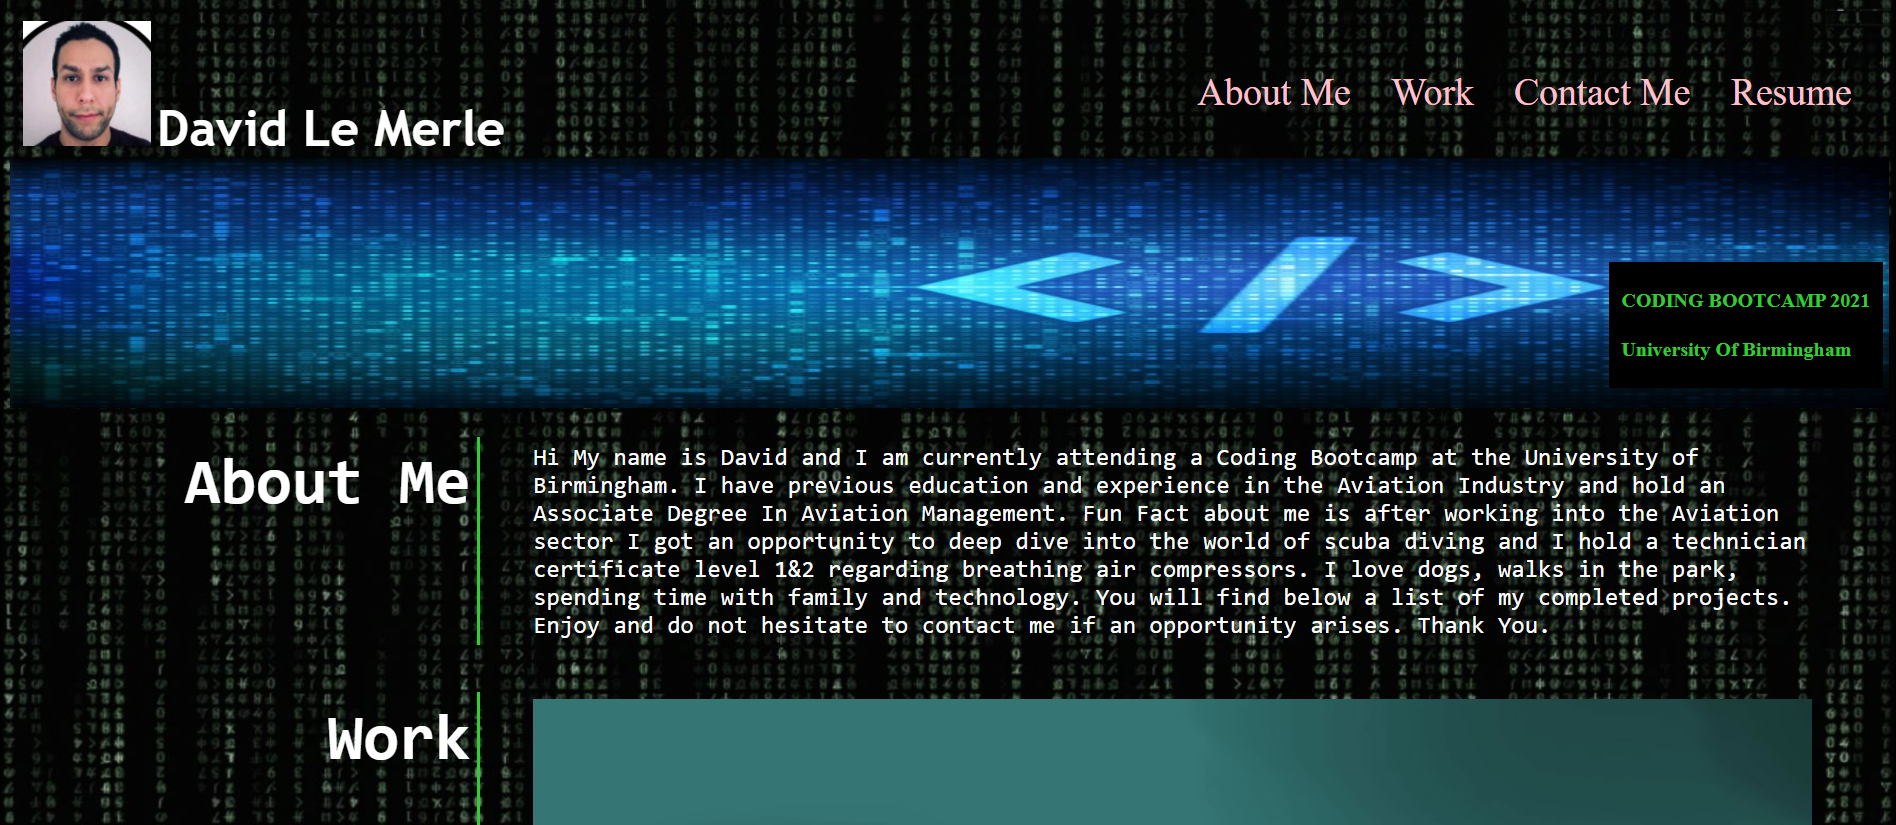 David Le Merle
About Me Work Contact Me Resume
</>
CODING BOOTCAMP 2021
University Of Birmingham
About Me
Hi My name is David and I am currently attending a Coding Bootcamp at the University of
Birmingham. I have previous education and experience in the Aviation Industry and hold an
Associate Degree In Aviation Management. Fun Fact about me is after working into the Aviation
sector I got an opportunity to deep dive into the world of scuba diving and I hold a technician
certificate level 1&2 regarding breathing air compressors. I love dogs, walks in the park,
spending time with family and technology. You will find below a list of my completed projects.
Enjoy and do not hesitate to contact me if an opportunity arises. Thank You.
Work